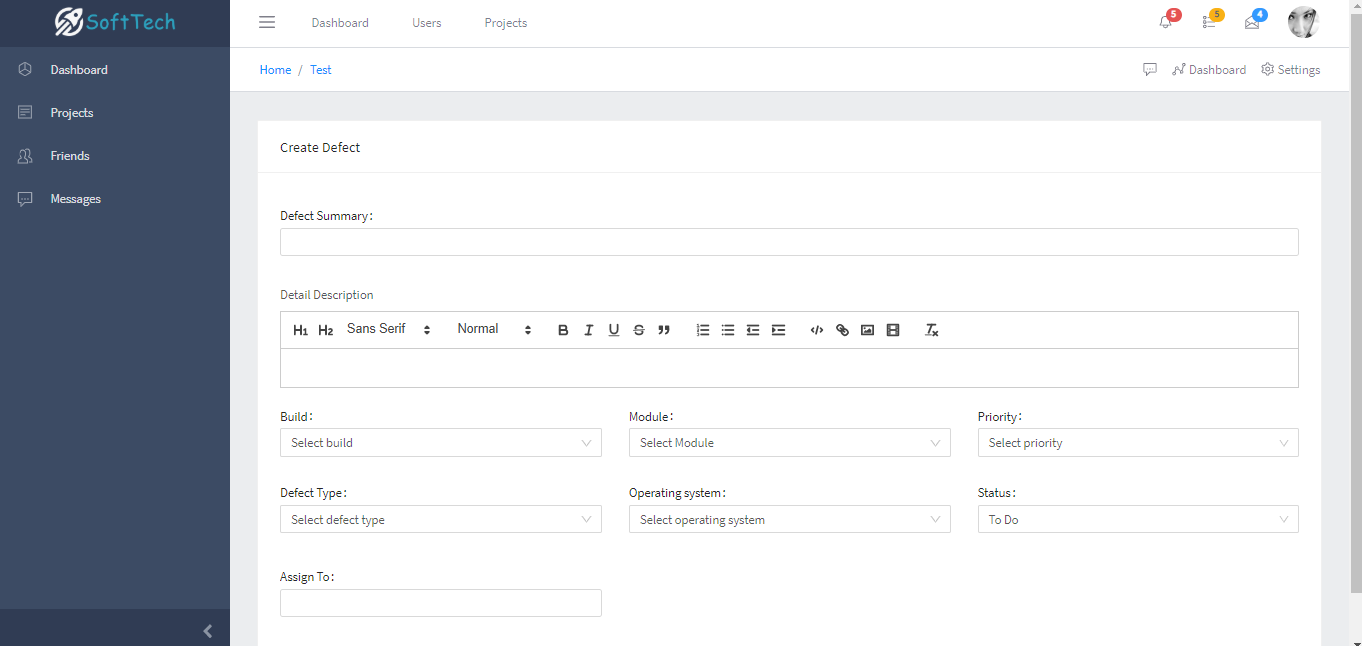 SoftTech
Dashboard Users Projects
5 5 4
Dashboard
Projects
Friends
Messages
Home / Test
Dashboard Settings
Create Defect
Defect Summary:
Detail Description
H1 H2 Sans Serif Normal B I U S
Build: Module: Priority:
Select build Select Module Select priority
Defect Type: Operating system: Status:
Select defect type Select operating system To Do
Assign To: